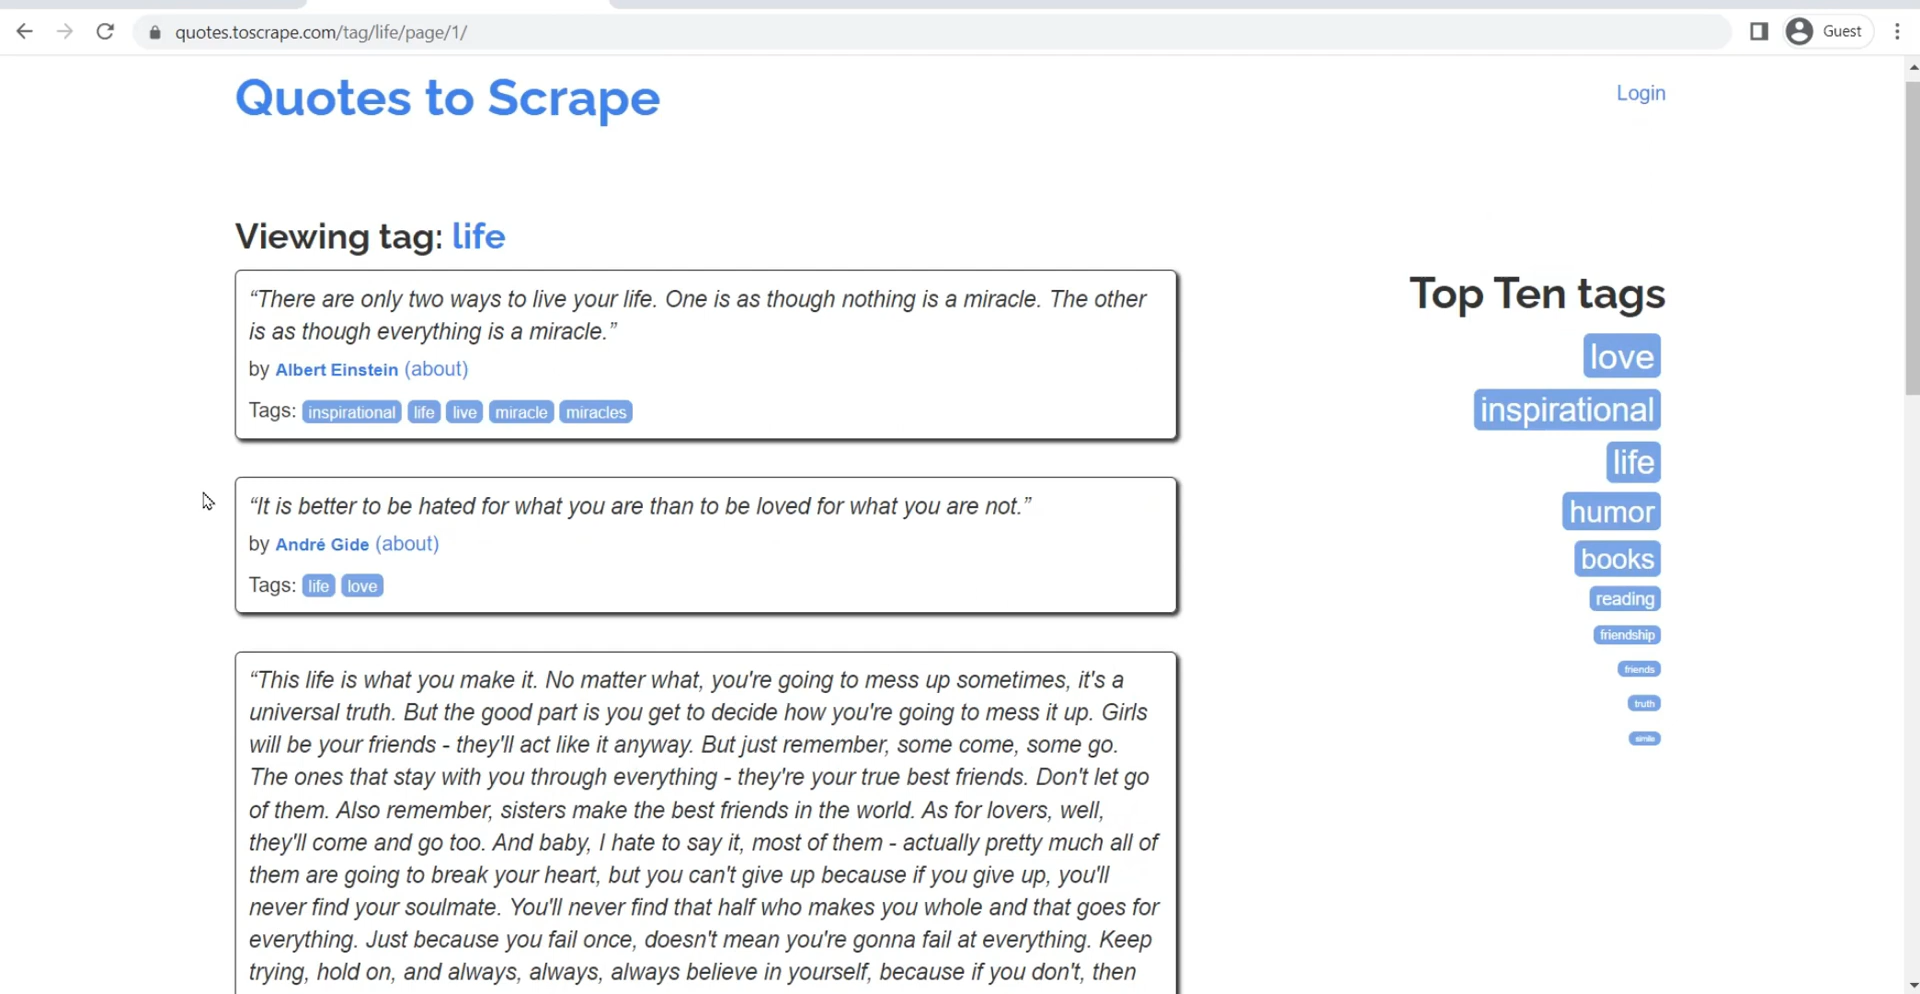 quotes.toscrape.com/tag/life/page/1/
Guest
Quotes to Scrape
Login
Viewing tag: life
“There are only two ways to live your life. One is as though nothing is a miracle. The other
is as though everything is a miracle.”
by Albert Einstein (about)
Tags: inspirational life live miracle miracles
“It is better to be hated for what you are than to be loved for what you are not.”
by André Gide (about)
Tags: life love
“This life is what you make it. No matter what, you're going to mess up sometimes, it's a
universal truth. But the good part is you get to decide how you're going to mess it up. Girls
will be your friends - they'll act like it anyway. But just remember, some come, some go.
The ones that stay with you through everything - they're your true best friends. Don't let go
of them. Also remember, sisters make the best friends in the world. As for lovers, well,
they'll come and go too. And baby, I hate to say it, most of them - actually pretty much all of
them are going to break your heart, but you can't give up because if you give up, you'll
never find your soulmate. You'll never find that half who makes you whole and that goes for
everything. Just because you fail once, doesn't mean you're gonna fail at everything. Keep
trying, hold on, and always, always, always believe in yourself, because if you don't, then
Top Ten tags
love
inspirational
life
humor
books
reading
friendship
friends
truth
simile